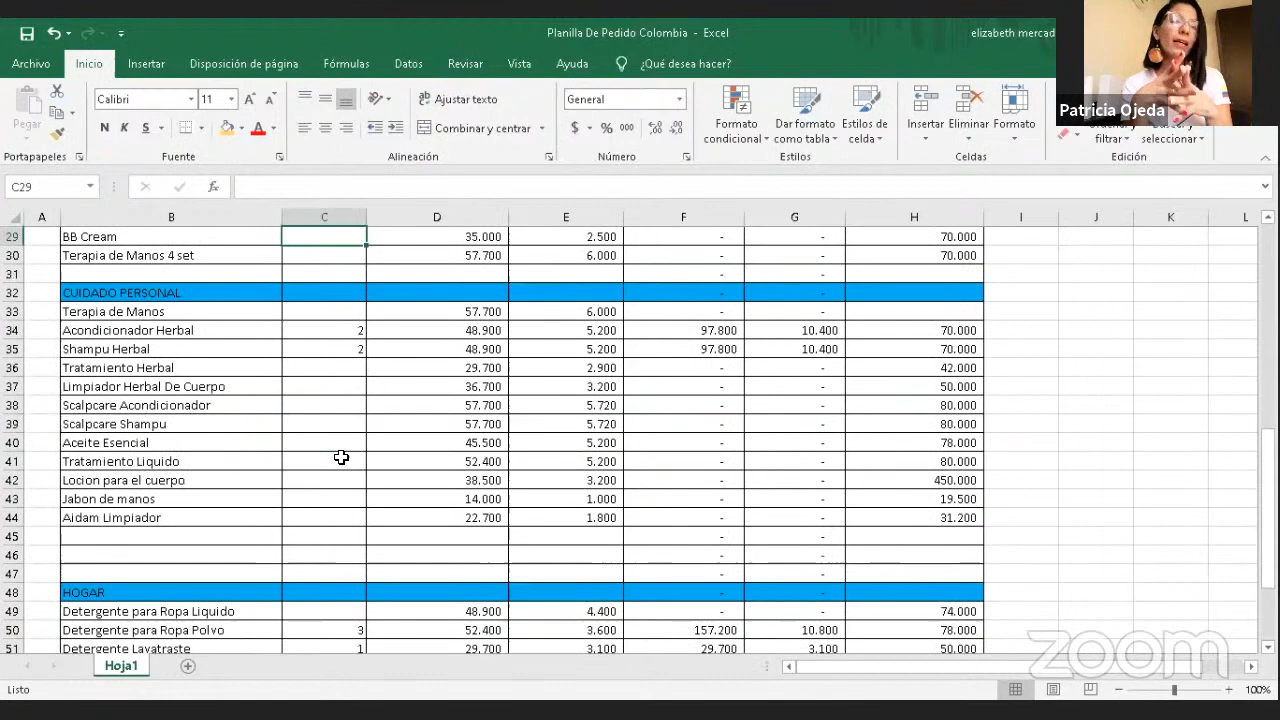 Planilla De Pedido Colombia - Excel
elizabeth mercad
Patricia Ojeda
Archivo Inicio Insertar Disposición de página Fórmulas Datos Revisar Vista Ayuda ¿Qué desea hacer?
Pegar
Calibri 11
N K S
Ajustar texto
Combinar y centrar
General
$ % 000
Formato condicional
Dar formato como tabla
Estilos de celda
Insertar Eliminar Formato
filtrar seleccionar
Portapapeles Fuente Alineación Número Estilos Celdas Edición
C29 fx
A B C D E F G H I J K L
29 BB Cream 35.000 2.500 - - 70.000
30 Terapia de Manos 4 set 57.700 6.000 - - 70.000
31 - -
32 CUIDADO PERSONAL - -
33 Terapia de Manos 57.700 6.000 - -
34 Acondicionador Herbal 2 48.900 5.200 97.800 10.400 70.000
35 Shampu Herbal 2 48.900 5.200 97.800 10.400 70.000
36 Tratamiento Herbal 29.700 2.900 - - 42.000
37 Limpiador Herbal De Cuerpo 36.700 3.200 - - 50.000
38 Scalpcare Acondicionador 57.700 5.720 - - 80.000
39 Scalpcare Shampu 57.700 5.720 - - 80.000
40 Aceite Esencial 45.500 5.200 - - 78.000
41 Tratamiento Liquido 52.400 5.200 - - 80.000
42 Locion para el cuerpo 38.500 3.200 - - 450.000
43 Jabon de manos 14.000 1.000 - - 19.500
44 Aidam Limpiador 22.700 1.800 - - 31.200
45 - -
46 - -
47 - -
48 HOGAR - -
49 Detergente para Ropa Liquido 48.900 4.400 - - 74.000
50 Detergente para Ropa Polvo 3 52.400 3.600 157.200 10.800 78.000
51 Detergente Lavatraste 1 29.700 3.100 29.700 3.100 50.000
zoom
Hoja1
Listo
100%